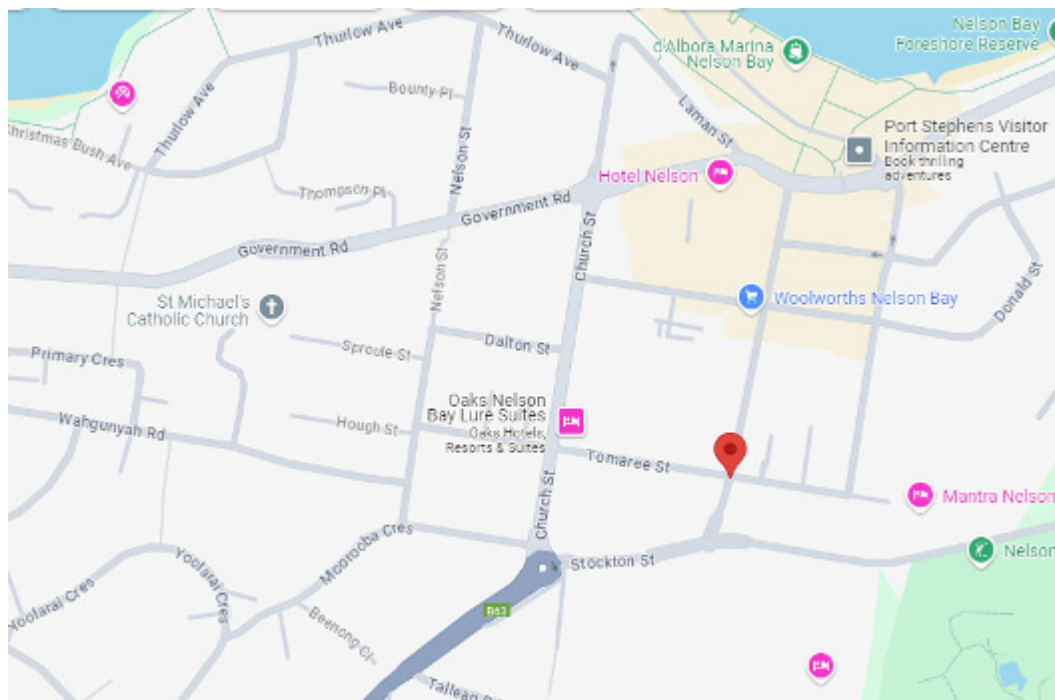 Thurlow Ave
Thurlow Ave
Nelson Bay
Foreshore Reserve
d'Albora Marina
Nelson Bay
Bounty Pl
Thurlow Ave
Laman St
Christmas Bush Ave
Port Stephens Visitor
Information Centre
Book thrilling
adventures
Nelson St
Hotel Nelson
Thompson Pl
Government Rd
Government Rd
Church St
Nelson St
Donald St
St Michael's
Catholic Church
Woolworths Nelson Bay
Primary Cres
Sproule St
Dalton St
Oaks Nelson
Bay Lure Suites
Oaks Hotels,
Resorts & Suites
Wahgunyah Rd
Hough St
Tomaree St
Church St
Mantra Nelson
Moorooba Cres
Stockton St
Nelson
Yoolarai Cres
Yoolarai Cres
B63
Beenong Cl
Tallean